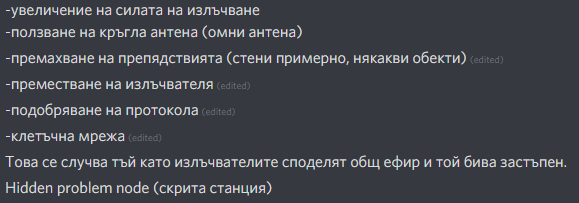 -увеличение на силата на излъчване
-ползване на кръгла антена (омни антена)
-премахване на препядствията (стени примерно, някакви обекти) (edited)
-преместване на излъчвателя (edited)
-подобряване на протокола (edited)
-клетъчна мрежа (edited)
Това се случва тъй като излъчвателите споделят общ ефир и той бива застъпен.
Hidden problem node (скрита станция)